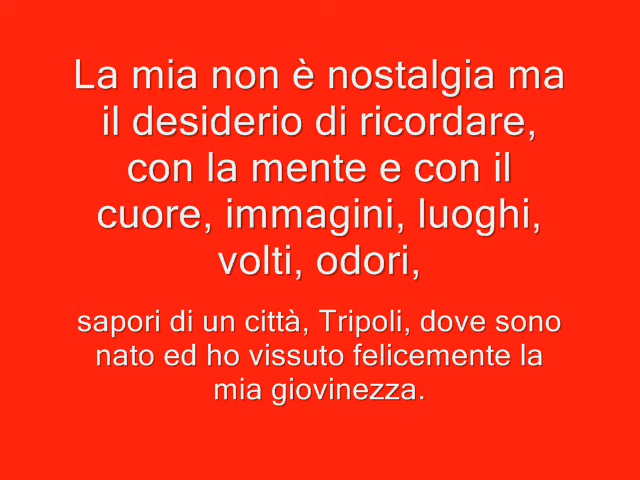 La mia non è nostalgia ma
il desiderio di ricordare,
con la mente e con il
cuore, immagini, luoghi,
volti, odori,
sapori di un città, Tripoli, dove sono
nato ed ho vissuto felicemente la
mia giovinezza.